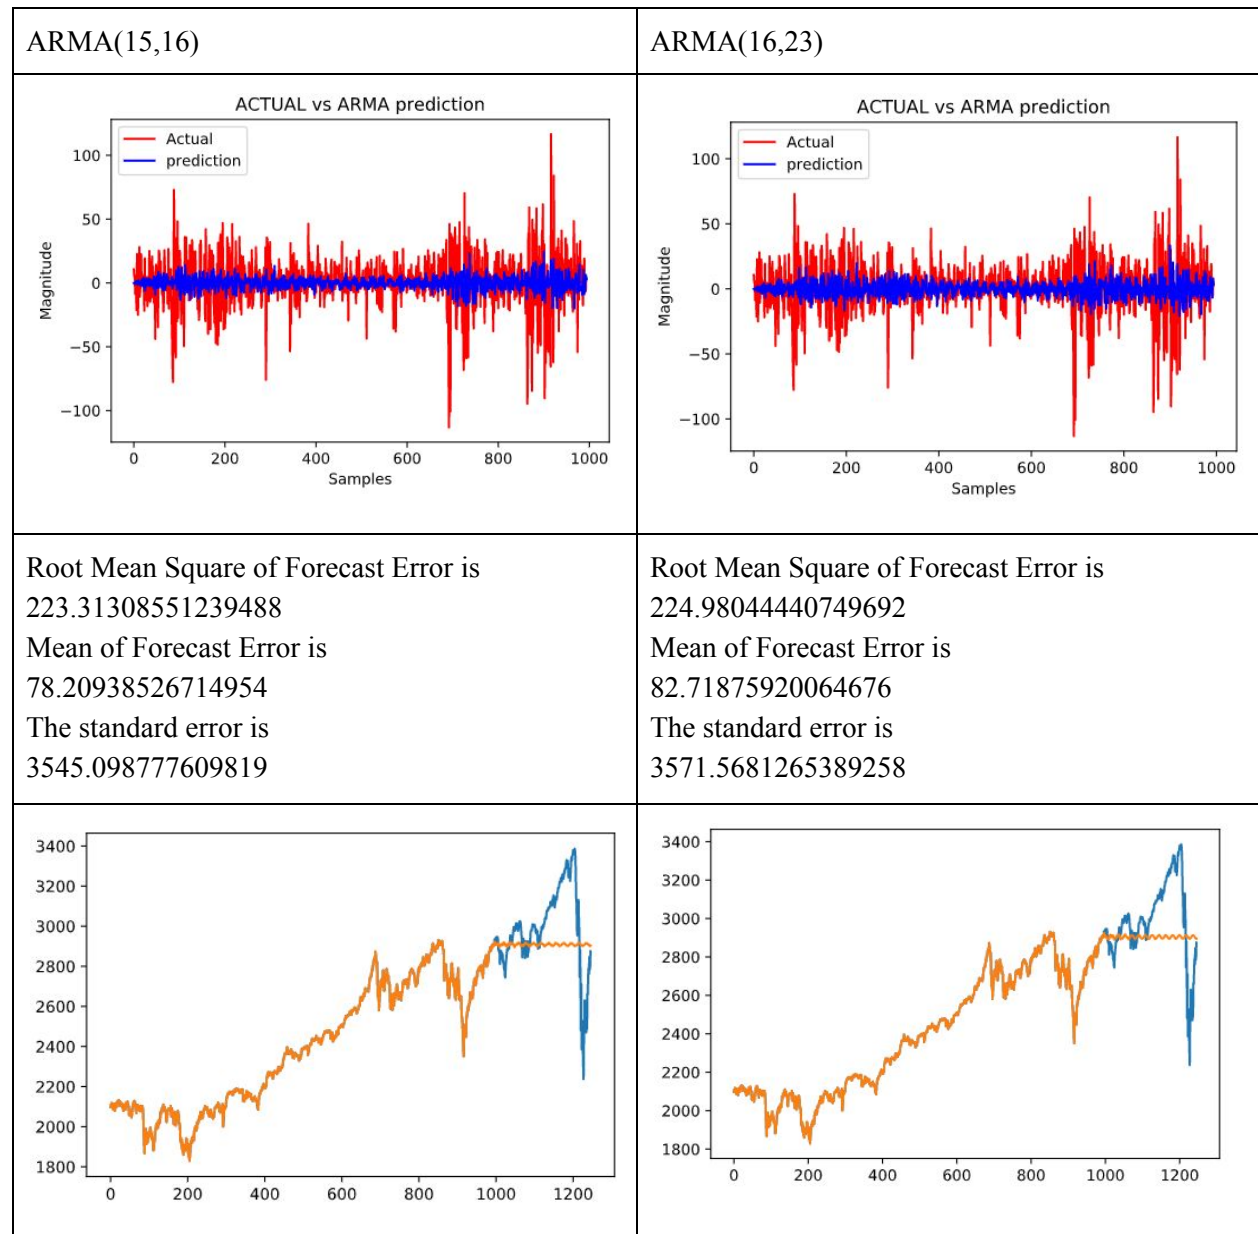 ARMA(15,16)
ARMA(16,23)
ACTUAL vs ARMA prediction
Actual
prediction
100
50
0
−50
−100
Magnitude
0 200 400 600 800 1000
Samples
ACTUAL vs ARMA prediction
Actual
prediction
100
50
0
−50
−100
Magnitude
0 200 400 600 800 1000
Samples
Root Mean Square of Forecast Error is
223.31308551239488
Mean of Forecast Error is
78.20938526714954
The standard error is
3545.098777609819
Root Mean Square of Forecast Error is
224.98044440749692
Mean of Forecast Error is
82.71875920064676
The standard error is
3571.5681265389258
3400
3200
3000
2800
2600
2400
2200
2000
1800
0 200 400 600 800 1000 1200
3400
3200
3000
2800
2600
2400
2200
2000
1800
0 200 400 600 800 1000 1200